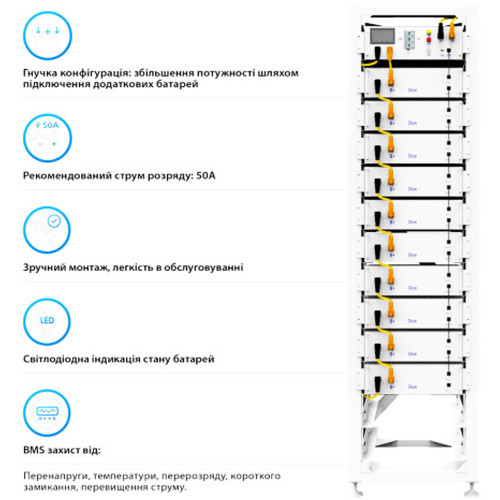 Гнучка конфігурація: збільшення потужності шляхом
підключення додаткових батарей
50A
Рекомендований струм розряду: 50А
Зручний монтаж, легкість в обслуговуванні
LED
Світлодіодна індикація стану батарей
BMS захист від:
Перенапруги, температури, перерозряду, короткого
замикання, перевищення струму.